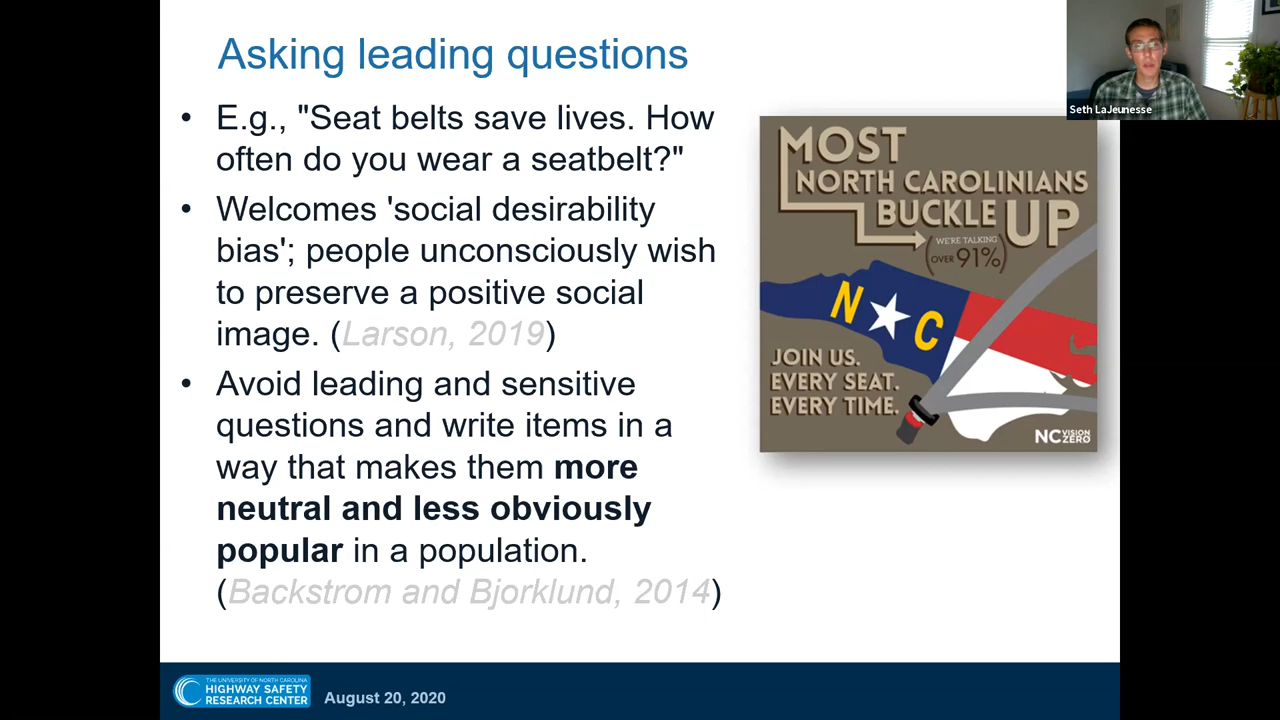 Asking leading questions
• E.g., "Seat belts save lives. How
often do you wear a seatbelt?"
• Welcomes 'social desirability
bias'; people unconsciously wish
to preserve a positive social
image. (Larson, 2019)
• Avoid leading and sensitive
questions and write items in a
way that makes them more
neutral and less obviously
popular in a population.
(Backstrom and Bjorklund, 2014)
MOST
NORTH CAROLINIANS
BUCKLE UP
(WE'RE TALKING
OVER 91%)
N C
JOIN US.
EVERY SEAT.
EVERY TIME.
NC VISION
ZERO
Seth LaJeunesse
THE UNIVERSITY OF NORTH CAROLINA
HIGHWAY SAFETY
RESEARCH CENTER
August 20, 2020